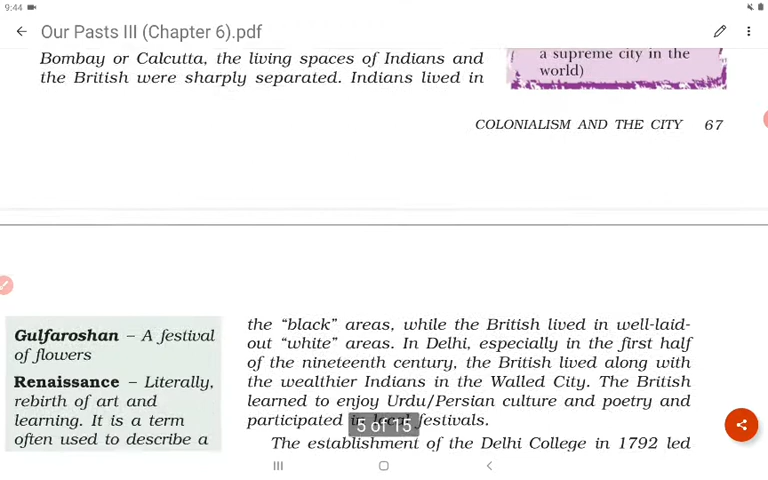 9:44
Our Pasts III (Chapter 6).pdf
Bombay or Calcutta, the living spaces of Indians and
the British were sharply separated. Indians lived in
a supreme city in the
world)
COLONIALISM AND THE CITY 67
Gulfaroshan – A festival
of flowers
Renaissance – Literally,
rebirth of art and
learning. It is a term
often used to describe a
the “black” areas, while the British lived in well-laid-
out “white” areas. In Delhi, especially in the first half
of the nineteenth century, the British lived along with
the wealthier Indians in the Walled City. The British
learned to enjoy Urdu/Persian culture and poetry and
participated in local festivals.
5 of 15
The establishment of the Delhi College in 1792 led